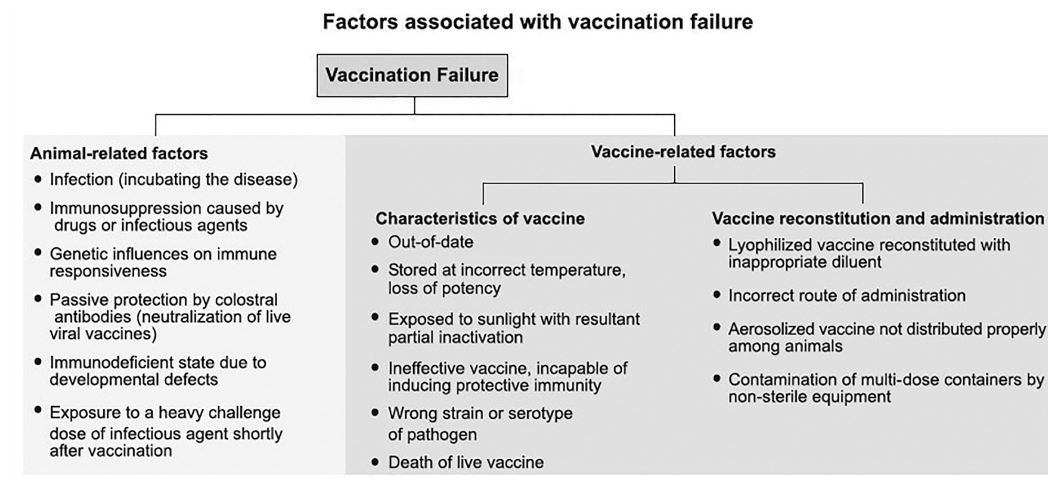 Factors associated with vaccination failure
Vaccination Failure
Animal-related factors
• Infection (incubating the disease)
• Immunosuppression caused by
drugs or infectious agents
• Genetic influences on immune
responsiveness
• Passive protection by colostral
antibodies (neutralization of live
viral vaccines)
• Immunodeficient state due to
developmental defects
• Exposure to a heavy challenge
dose of infectious agent shortly
after vaccination
Vaccine-related factors
Characteristics of vaccine
• Out-of-date
• Stored at incorrect temperature,
loss of potency
• Exposed to sunlight with resultant
partial inactivation
• Ineffective vaccine, incapable of
inducing protective immunity
• Wrong strain or serotype
of pathogen
• Death of live vaccine
Vaccine reconstitution and administration
• Lyophilized vaccine reconstituted with
inappropriate diluent
• Incorrect route of administration
• Aerosolized vaccine not distributed properly
among animals
• Contamination of multi-dose containers by
non-sterile equipment